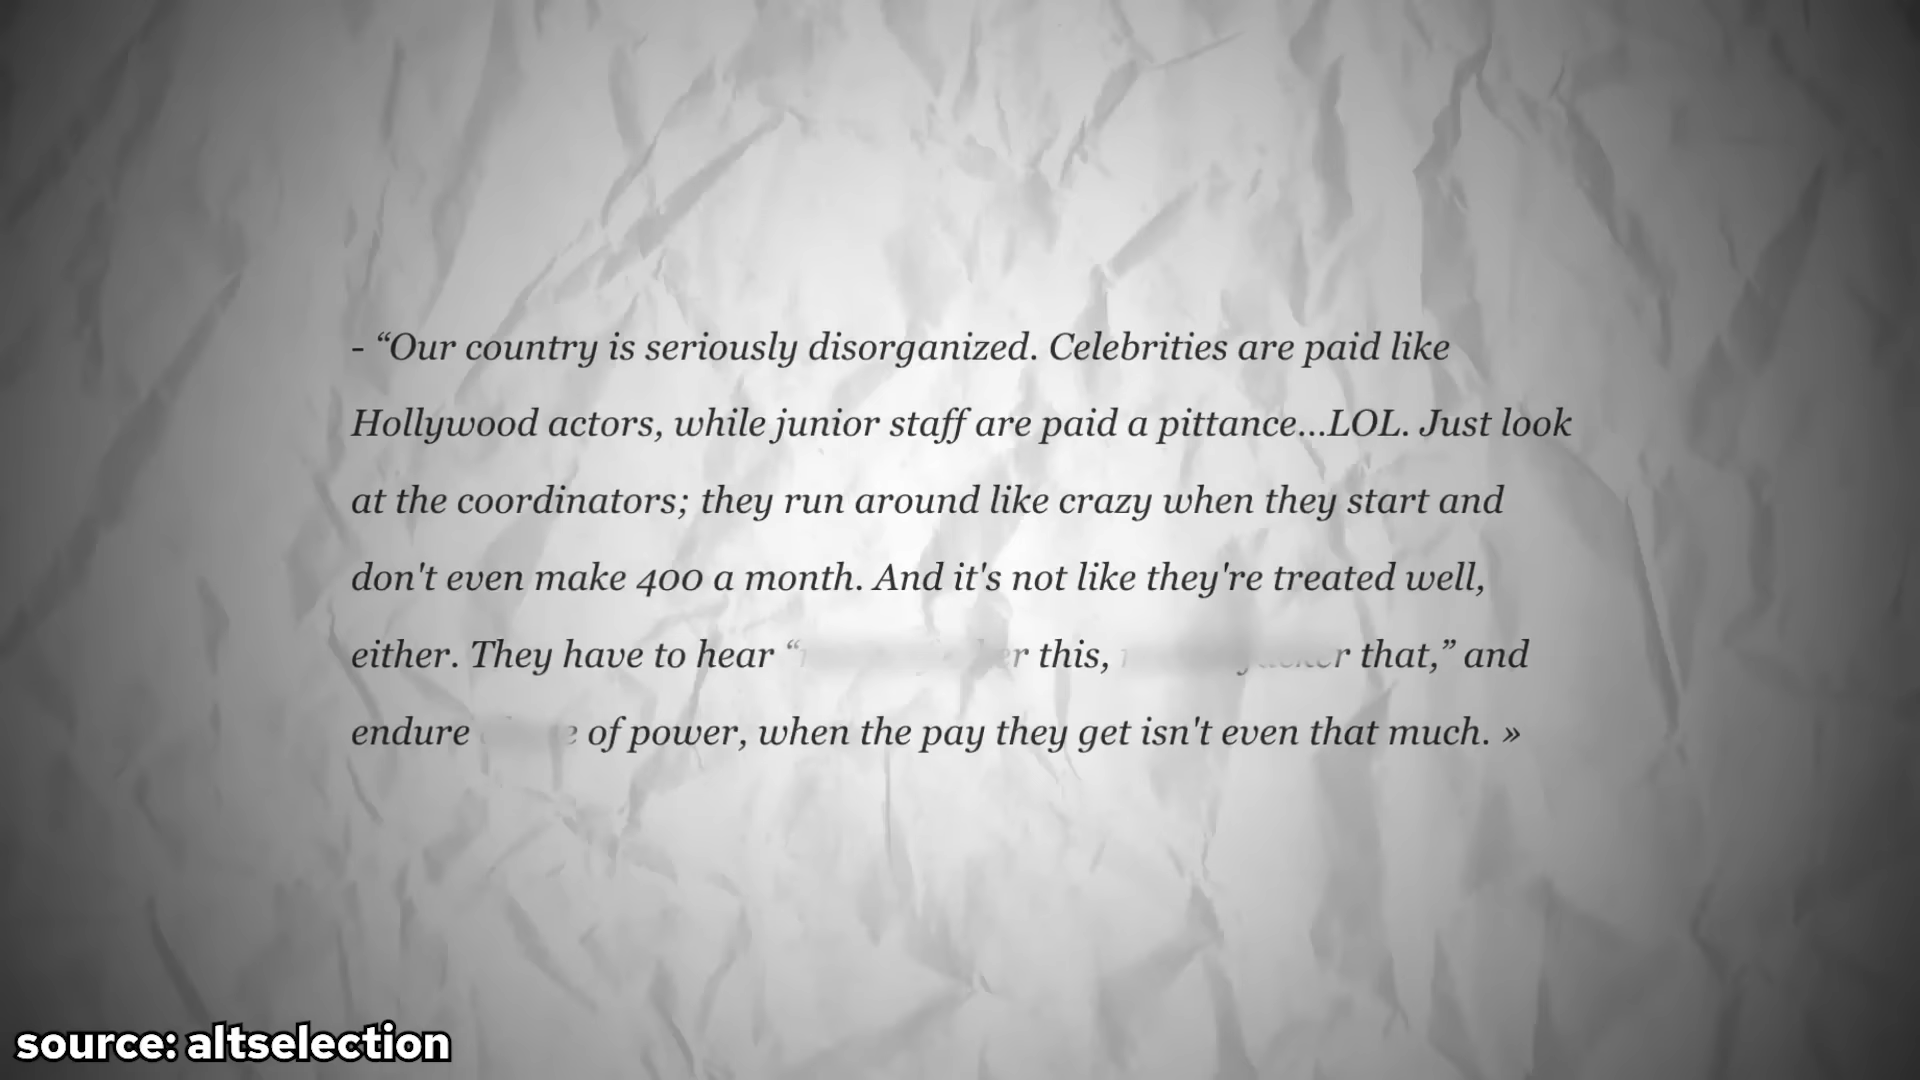 - “Our country is seriously disorganized. Celebrities are paid like
Hollywood actors, while junior staff are paid a pittance...LOL. Just look
at the coordinators; they run around like crazy when they start and
don't even make 400 a month. And it's not like they're treated well,
either. They have to hear “ this, that,” and
endure of power, when the pay they get isn't even that much. »
source: altselection